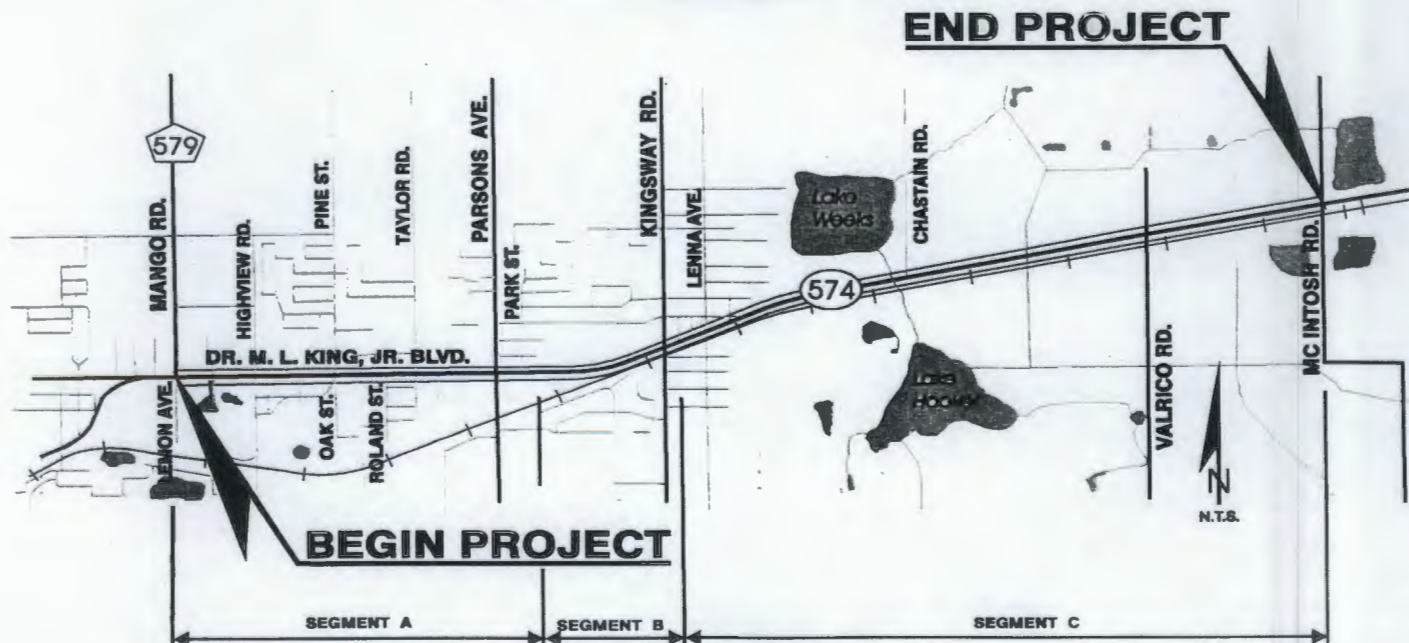 END PROJECT
579
MANGO RD.
HIGHVIEW RD.
PINE ST.
TAYLOR RD.
PARSONS AVE.
PARK ST.
KINGSWAY RD.
LENNA AVE.
Lake
Weeks
CHASTAIN RD.
574
DR. M. L. KING, JR. BLVD.
LEMON AVE.
OAK ST.
ROLAND ST.
Lake
Hooker
VALRICO RD.
MC INTOSH RD.
N
N.T.S.
BEGIN PROJECT
SEGMENT A
SEGMENT B
SEGMENT C